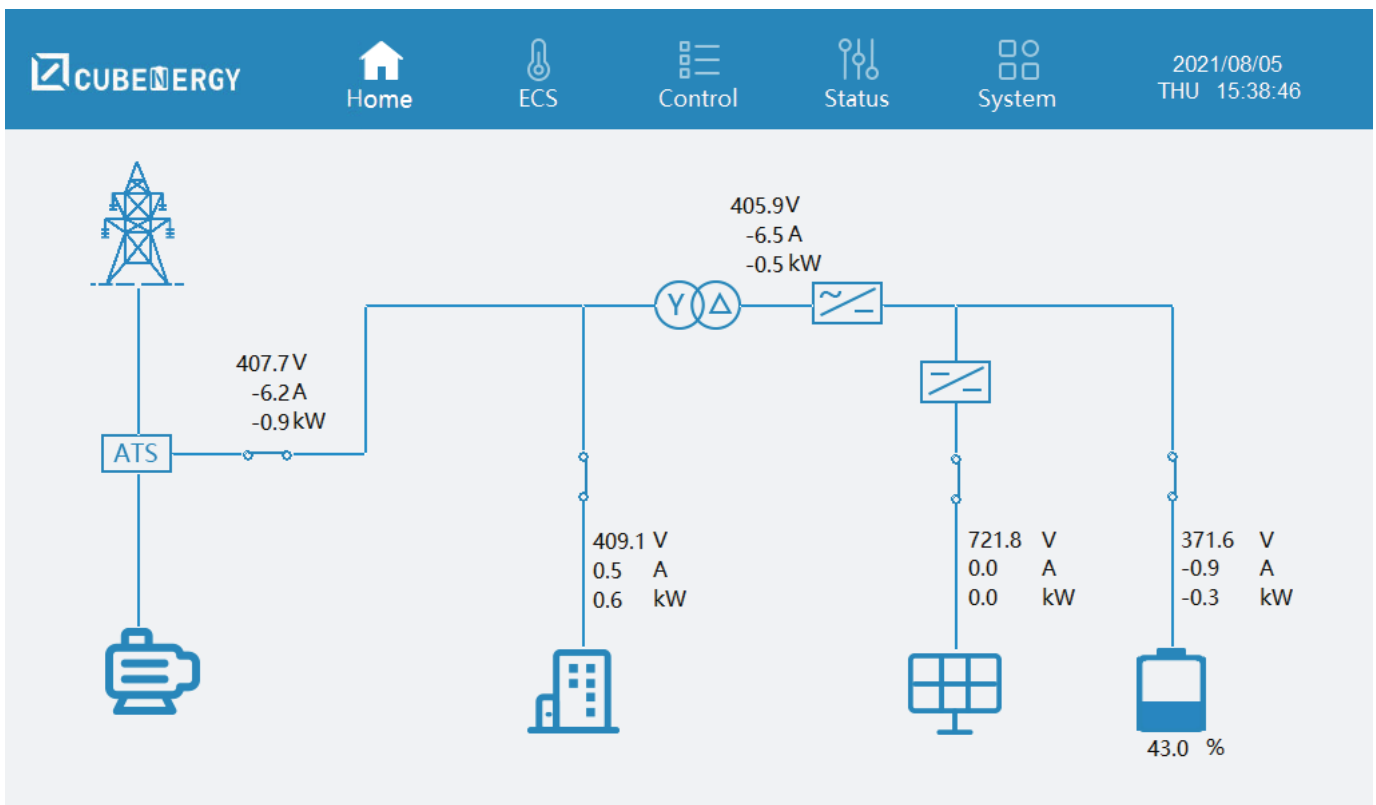 CUBENERGY
Home
ECS
Control
Status
System
2021/08/05
THU 15:38:46
405.9V
-6.5 A
-0.5 kW
Y Δ
407.7 V
-6.2 A
-0.9 kW
ATS
409.1 V
0.5 A
0.6 kW
721.8 V
0.0 A
0.0 kW
371.6 V
-0.9 A
-0.3 kW
43.0 %